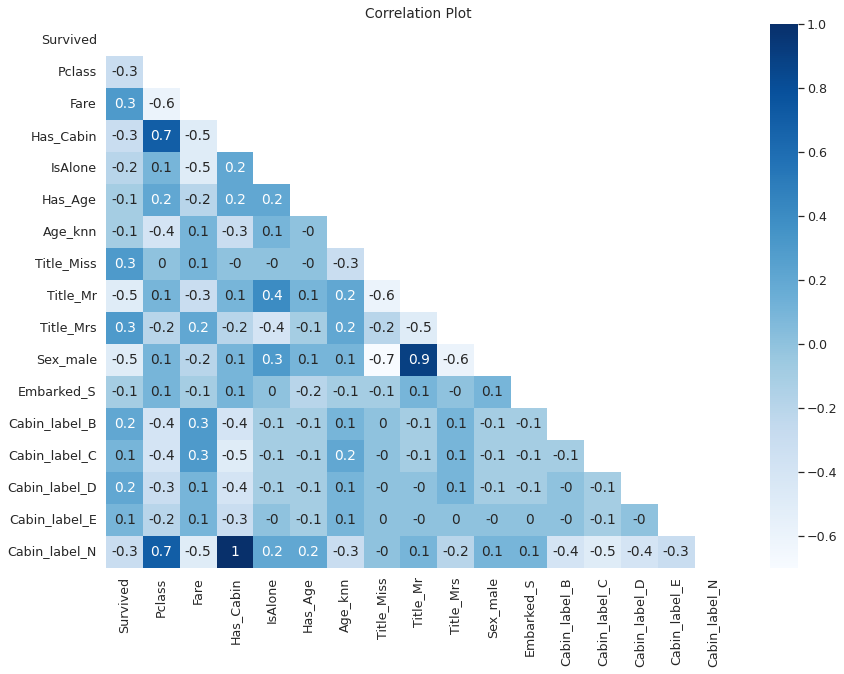 Correlation Plot
Survived
Pclass -0.3
Fare 0.3 -0.6
Has_Cabin -0.3 0.7 -0.5
IsAlone -0.2 0.1 -0.5 0.2
Has_Age -0.1 0.2 -0.2 0.2 0.2
Age_knn -0.1 -0.4 0.1 -0.3 0.1 -0
Title_Miss 0.3 0 0.1 -0 -0 -0 -0.3
Title_Mr -0.5 0.1 -0.3 0.1 0.4 0.1 0.2 -0.6
Title_Mrs 0.3 -0.2 0.2 -0.2 -0.4 -0.1 0.2 -0.2 -0.5
Sex_male -0.5 0.1 -0.2 0.1 0.3 0.1 0.1 -0.7 0.9 -0.6
Embarked_S -0.1 0.1 -0.1 0.1 0 -0.2 -0.1 -0.1 0.1 -0 0.1
Cabin_label_B 0.2 -0.4 0.3 -0.4 -0.1 -0.1 0.1 0 -0.1 0.1 -0.1 -0.1
Cabin_label_C 0.1 -0.4 0.3 -0.5 -0.1 -0.1 0.2 -0 -0.1 0.1 -0.1 -0.1 -0.1
Cabin_label_D 0.2 -0.3 0.1 -0.4 -0.1 -0.1 0.1 -0 -0 0.1 -0.1 -0.1 -0 -0.1
Cabin_label_E 0.1 -0.2 0.1 -0.3 -0 -0.1 0.1 0 -0 0 -0 0 -0 -0.1 -0
Cabin_label_N -0.3 0.7 -0.5 1 0.2 0.2 -0.3 -0 0.1 -0.2 0.1 0.1 -0.4 -0.5 -0.4 -0.3
Survived Pclass Fare Has_Cabin IsAlone Has_Age Age_knn Title_Miss Title_Mr Title_Mrs Sex_male Embarked_S Cabin_label_B Cabin_label_C Cabin_label_D Cabin_label_E Cabin_label_N
1.0
0.8
0.6
0.4
0.2
0.0
−0.2
−0.4
−0.6